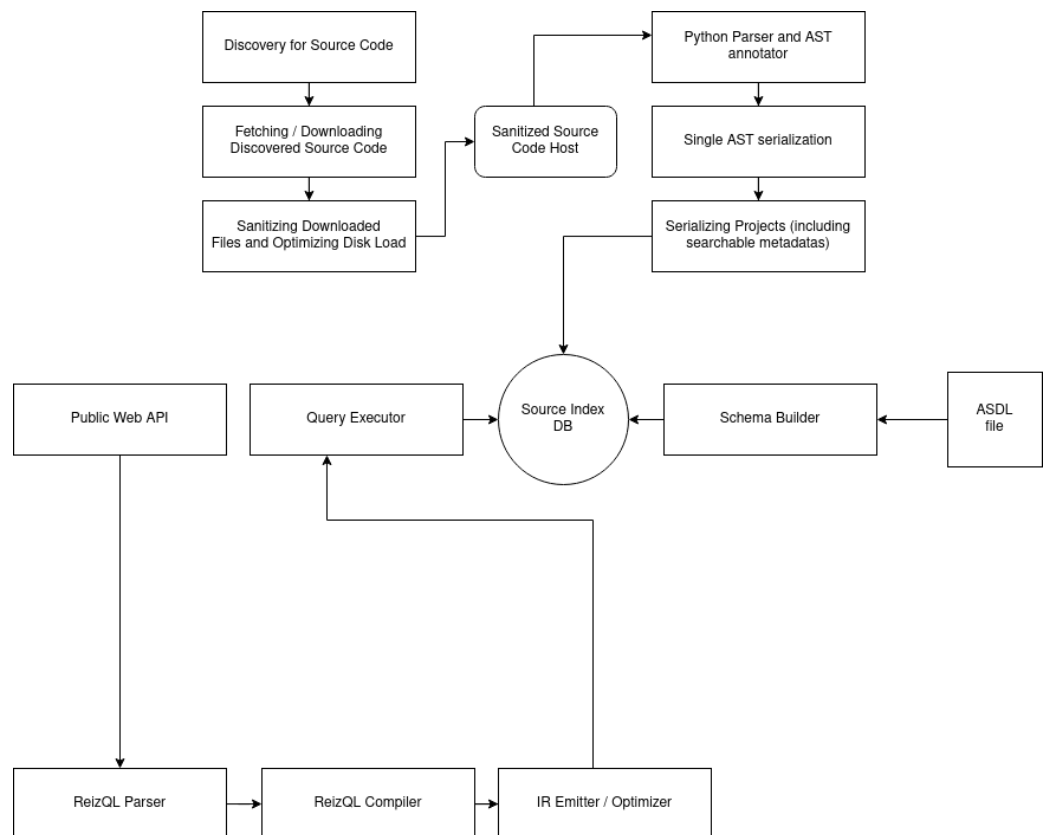 Discovery for Source Code
Fetching / Downloading
Discovered Source Code
Sanitizing Downloaded
Files and Optimizing Disk Load
Sanitized Source
Code Host
Python Parser and AST
annotator
Single AST serialization
Serializing Projects (including
searchable metadatas)
Public Web API
Query Executor
Source Index
DB
Schema Builder
ASDL
file
ReizQL Parser
ReizQL Compiler
IR Emitter / Optimizer